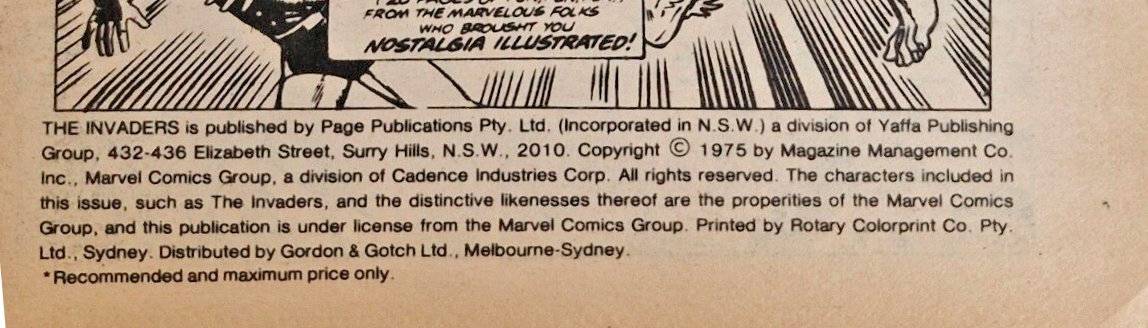 FROM THE MARVELOUS FOLKS
WHO BROUGHT YOU
NOSTALGIA ILLUSTRATED!
THE INVADERS is published by Page Publications Pty. Ltd. (Incorporated in N.S.W.) a division of Yaffa Publishing
Group, 432-436 Elizabeth Street, Surry Hills, N.S.W., 2010. Copyright © 1975 by Magazine Management Co.
Inc., Marvel Comics Group, a division of Cadence Industries Corp. All rights reserved. The characters included in
this issue, such as The Invaders, and the distinctive likenesses thereof are the properities of the Marvel Comics
Group, and this publication is under license from the Marvel Comics Group. Printed by Rotary Colorprint Co. Pty.
Ltd., Sydney. Distributed by Gordon & Gotch Ltd., Melbourne-Sydney.
*Recommended and maximum price only.